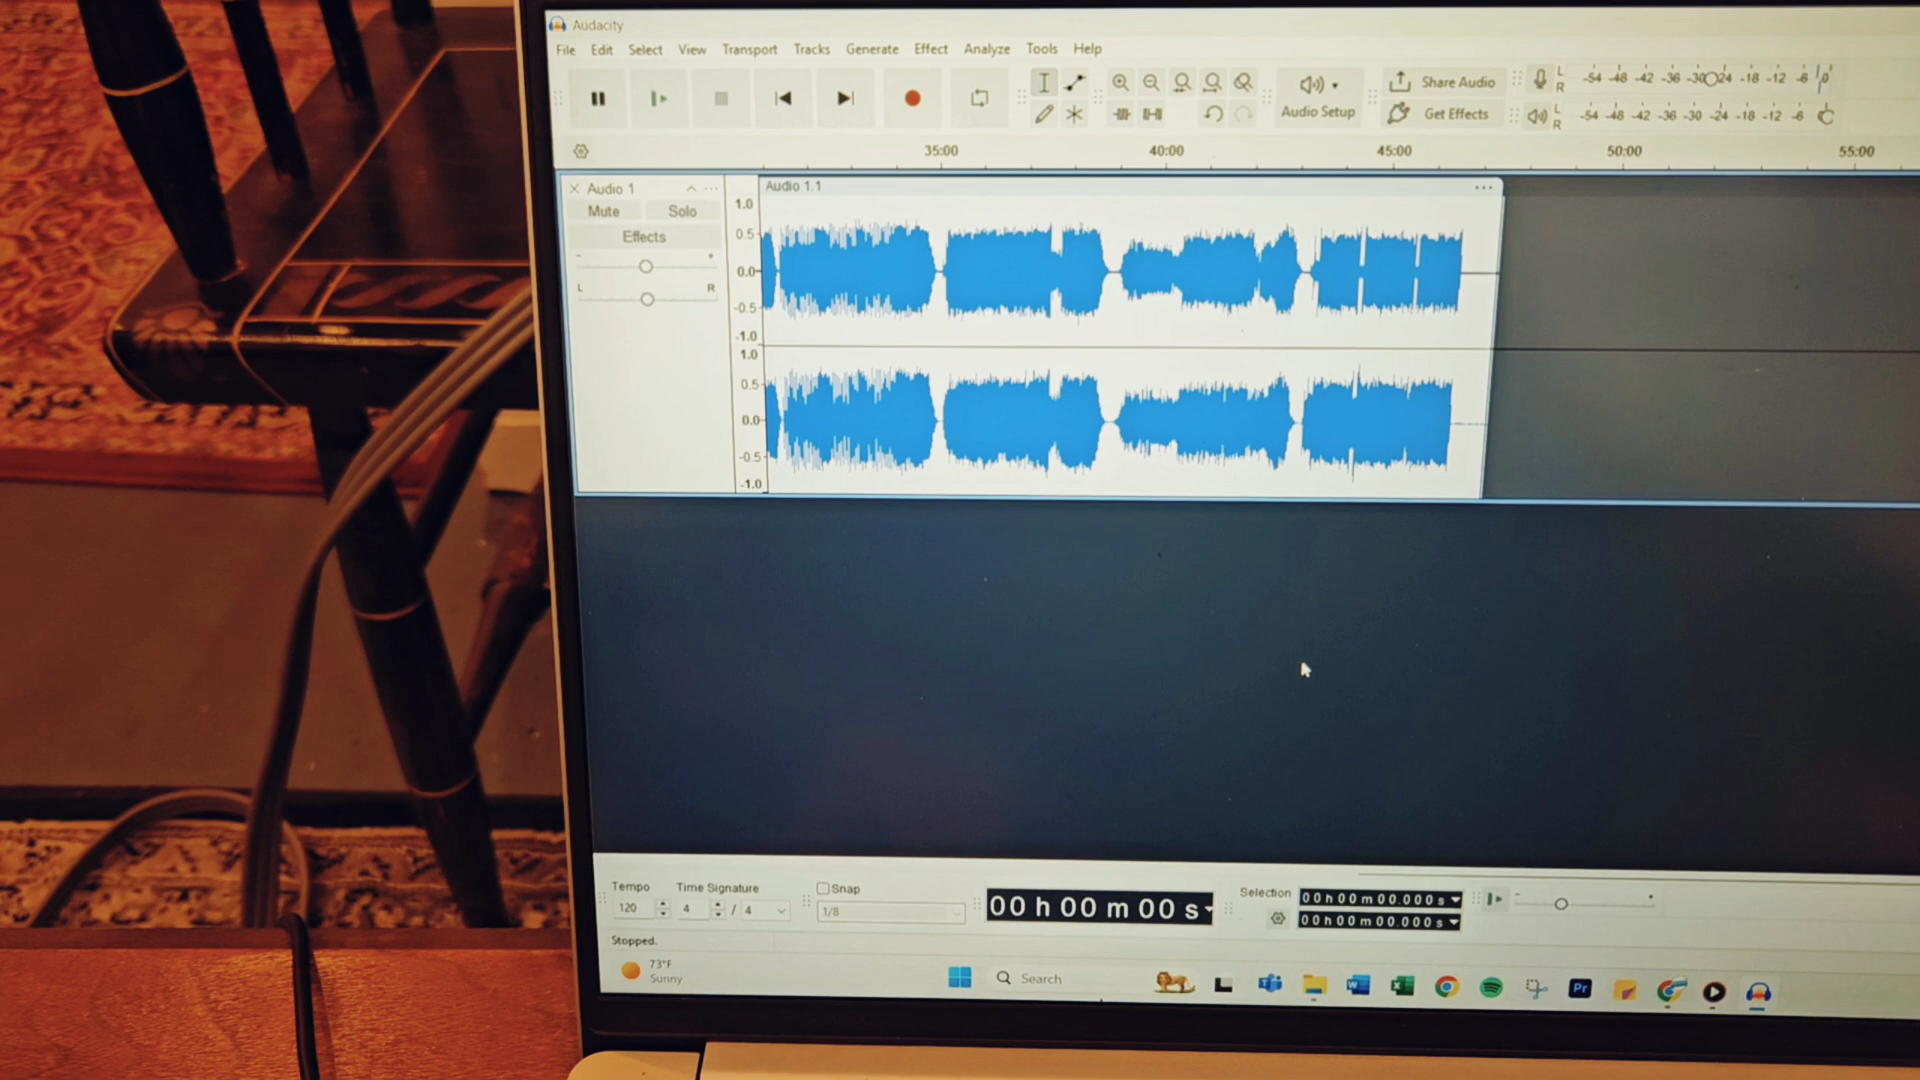 Audacity
File Edit Select View Transport Tracks Generate Effect Analyze Tools Help
Audio Setup
Share Audio
Get Effects
L
R
-54 -48 -42 -36 -30 -24 -18 -12 -6 0
L
R
-54 -48 -42 -36 -30 -24 -18 -12 -6
35:00 40:00 45:00 50:00 55:00
Audio 1
Mute Solo
Effects
- +
L R
Audio 1.1
1.0
0.5
0.0
-0.5
-1.0
1.0
0.5
0.0
-0.5
-1.0
Tempo
120
Time Signature
4 / 4
Snap
1/8
00 h 00 m 00 s
Selection
00 h 00 m 00.000 s
00 h 00 m 00.000 s
Stopped.
73°F
Sunny
Search
Pr